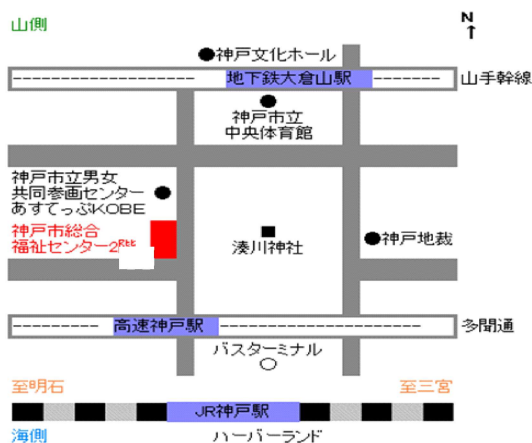 山側
N
●神戸文化ホール
地下鉄大倉山駅
山手幹線
神戸市立
中央体育館
神戸市立男女
共同参画センター
あすてっぷKOBE
神戸市総合
福祉センター2
湊川神社
神戸地裁
高速神戸駅
多聞通
バスターミナル
至明石
至三宮
JR神戸駅
海側
ハーバーランド